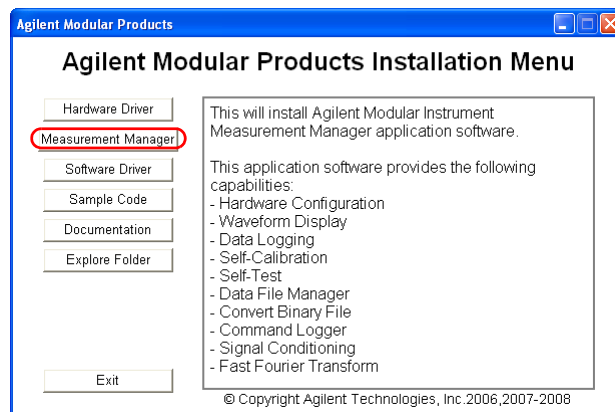 Agilent Modular Products
Agilent Modular Products Installation Menu
Hardware Driver
Measurement Manager
Software Driver
Sample Code
Documentation
Explore Folder
Exit
This will install Agilent Modular Instrument
Measurement Manager application software.
This application software provides the following
capabilities:
- Hardware Configuration
- Waveform Display
- Data Logging
- Self-Calibration
- Self-Test
- Data File Manager
- Convert Binary File
- Command Logger
- Signal Conditioning
- Fast Fourier Transform
© Copyright Agilent Technologies, Inc.2006,2007-2008